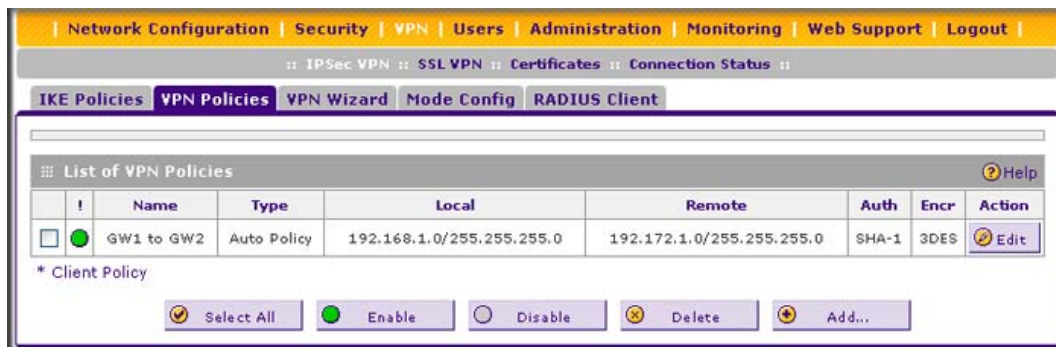 | Network Configuration | Security | VPN | Users | Administration | Monitoring | Web Support | Logout |
:: IPSec VPN :: SSL VPN :: Certificates :: Connection Status ::
IKE Policies VPN Policies VPN Wizard Mode Config RADIUS Client
List of VPN Policies ? Help
! Name Type Local Remote Auth Encr Action
GW1 to GW2 Auto Policy 192.168.1.0/255.255.255.0 192.172.1.0/255.255.255.0 SHA-1 3DES Edit
* Client Policy
Select All Enable Disable Delete Add...